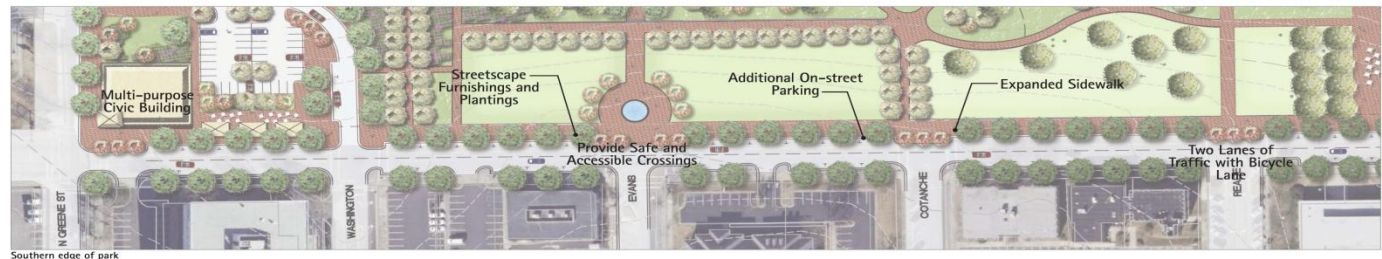 Multi-purpose
Civic Building
Streetscape
Furnishings and
Plantings
Provide Safe and
Accessible Crossings
Additional On-street
Parking
Expanded Sidewalk
Two Lanes of
Traffic with Bicycle
Lane
N GREENE ST
WASHINGTON
EVANS
COTANCHE
Southern edge of park